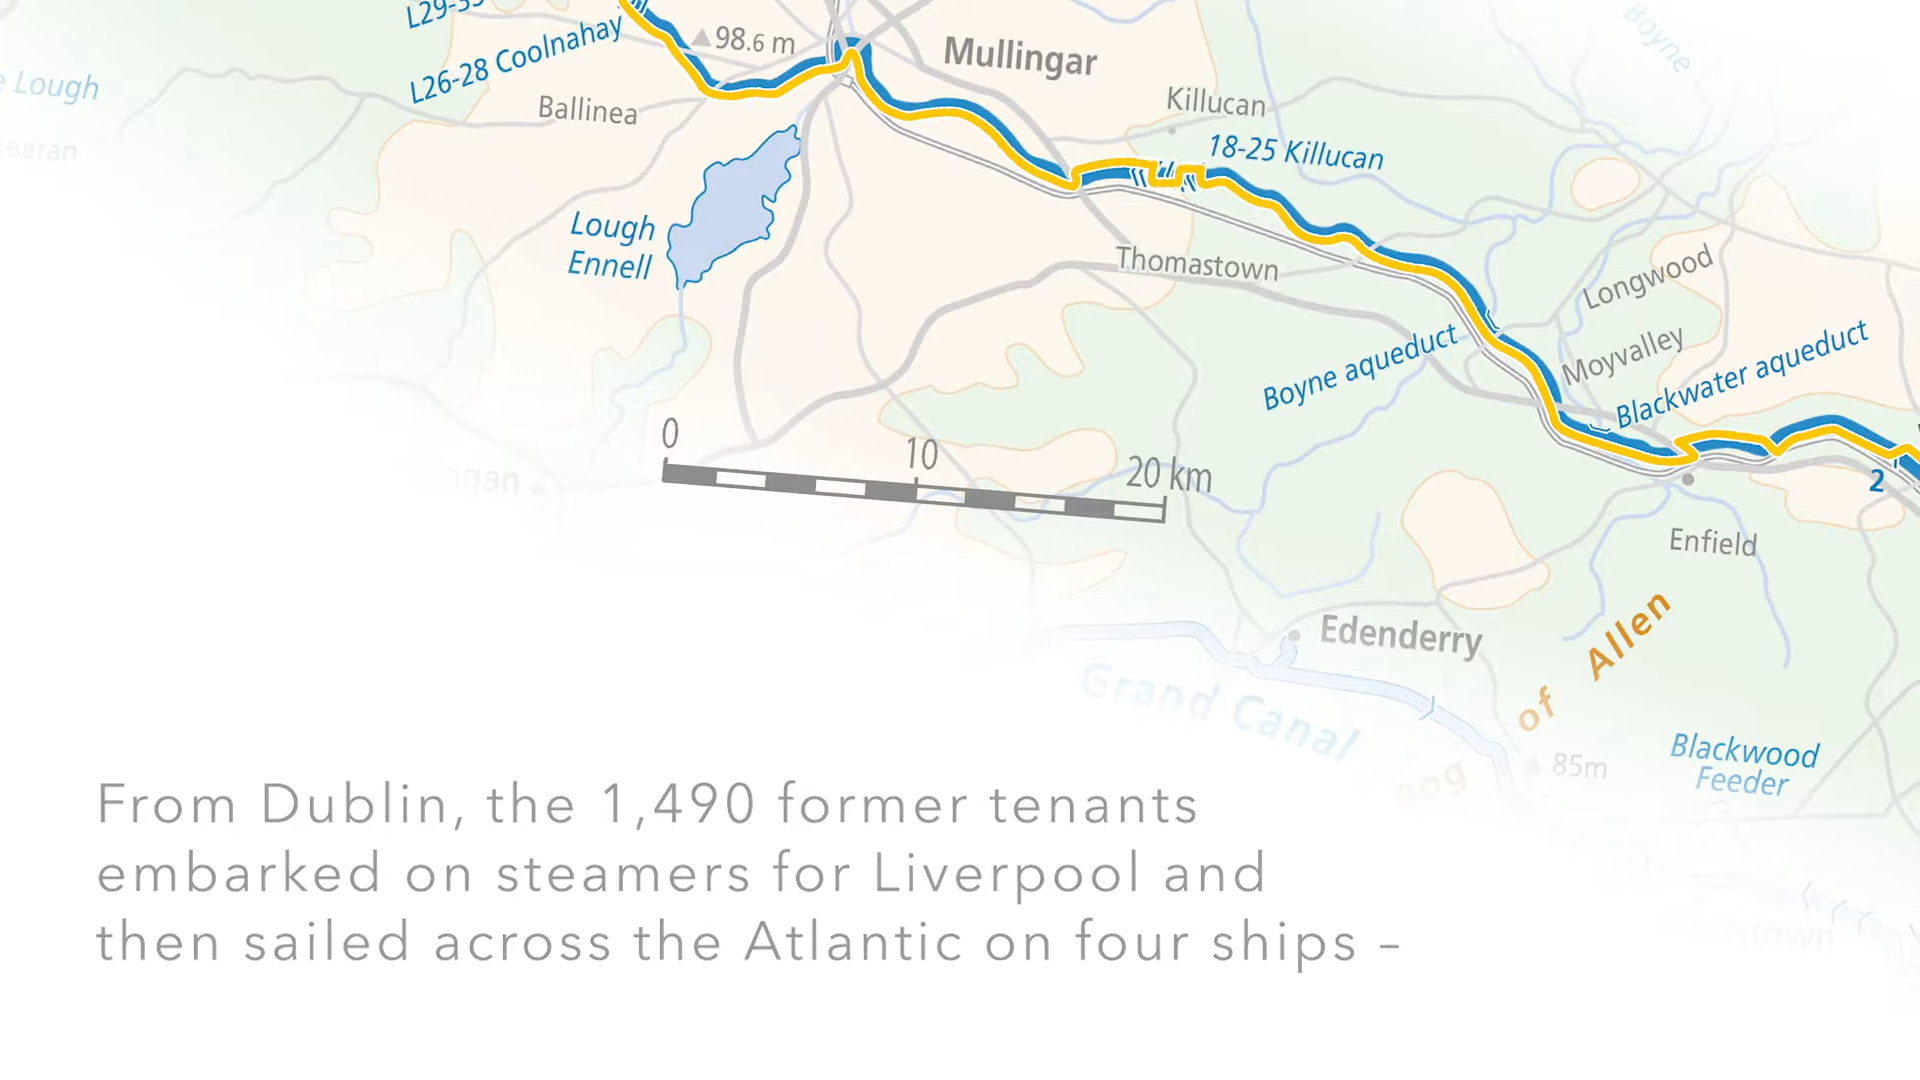 L26-28 Coolnahay
98.6 m
Mullingar
Lough
Ballinea
Killucan
18-25 Killucan
Lough
Ennell
Thomastown
Longwood
Boyne
Moyvalley
Boyne aqueduct
Blackwater aqueduct
0
10
20 km
2
Enfield
Edenderry
Grand Canal
Bog of Allen
85m
Blackwood
Feeder
From Dublin, the 1,490 former tenants
embarked on steamers for Liverpool and
then sailed across the Atlantic on four ships –